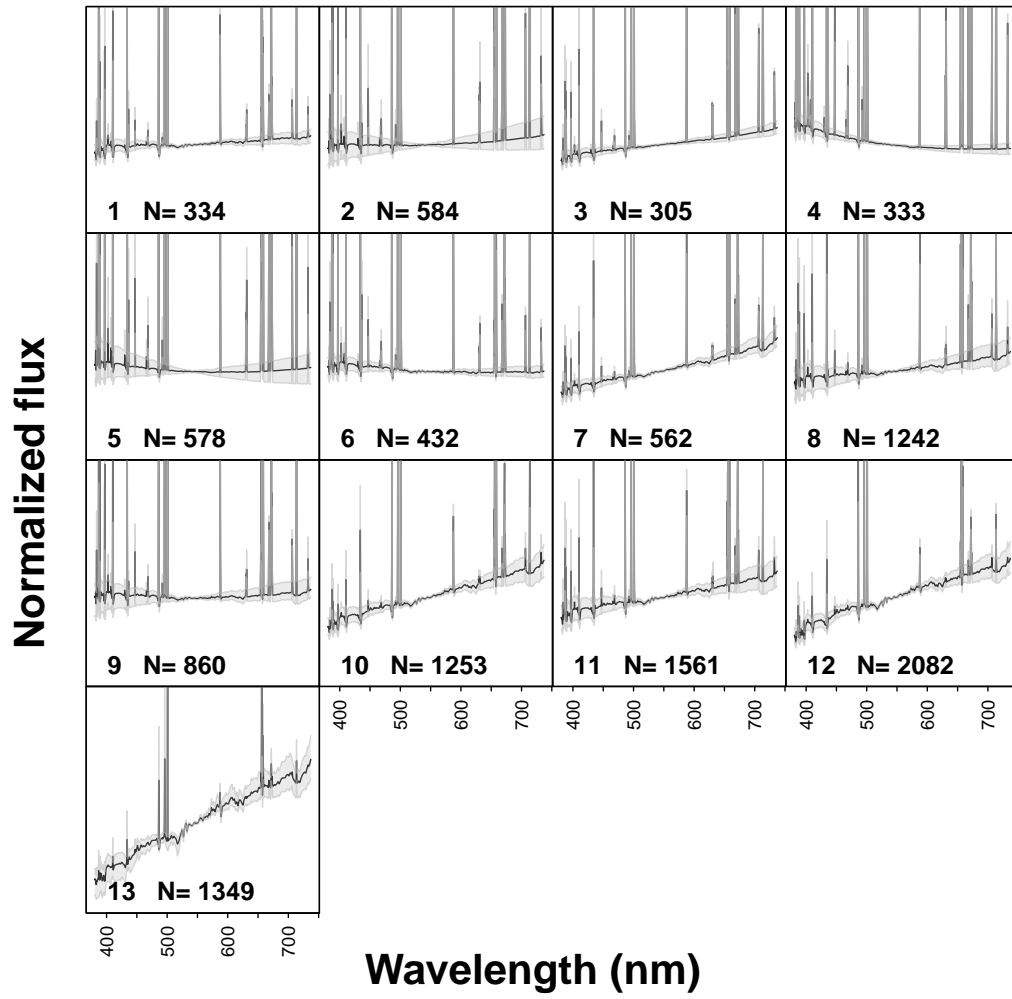 1 N= 334
2 N= 584
3 N= 305
4 N= 333
5 N= 578
6 N= 432
7 N= 562
8 N= 1242
9 N= 860
10 N= 1253
11 N= 1561
12 N= 2082
13 N= 1349
400 500 600 700
400 500 600 700
400 500 600 700
400 500 600 700
Normalized flux
Wavelength (nm)